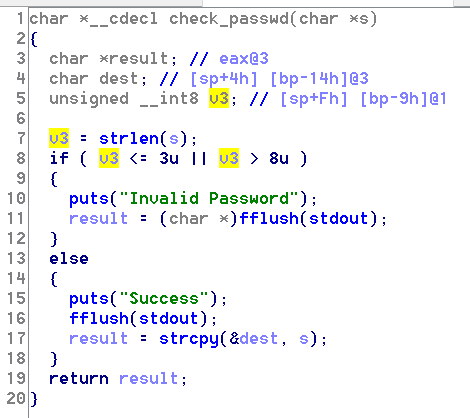 1 char *__cdecl check_passwd(char *s)
2 {
3 char *result; // eax@3
4 char dest; // [sp+4h] [bp-14h]@3
5 unsigned __int8 v3; // [sp+Fh] [bp-9h]@1
6
7 v3 = strlen(s);
8 if ( v3 <= 3u || v3 > 8u )
9 {
10 puts("Invalid Password");
11 result = (char *)fflush(stdout);
12 }
13 else
14 {
15 puts("Success");
16 fflush(stdout);
17 result = strcpy(&dest, s);
18 }
19 return result;
20 }